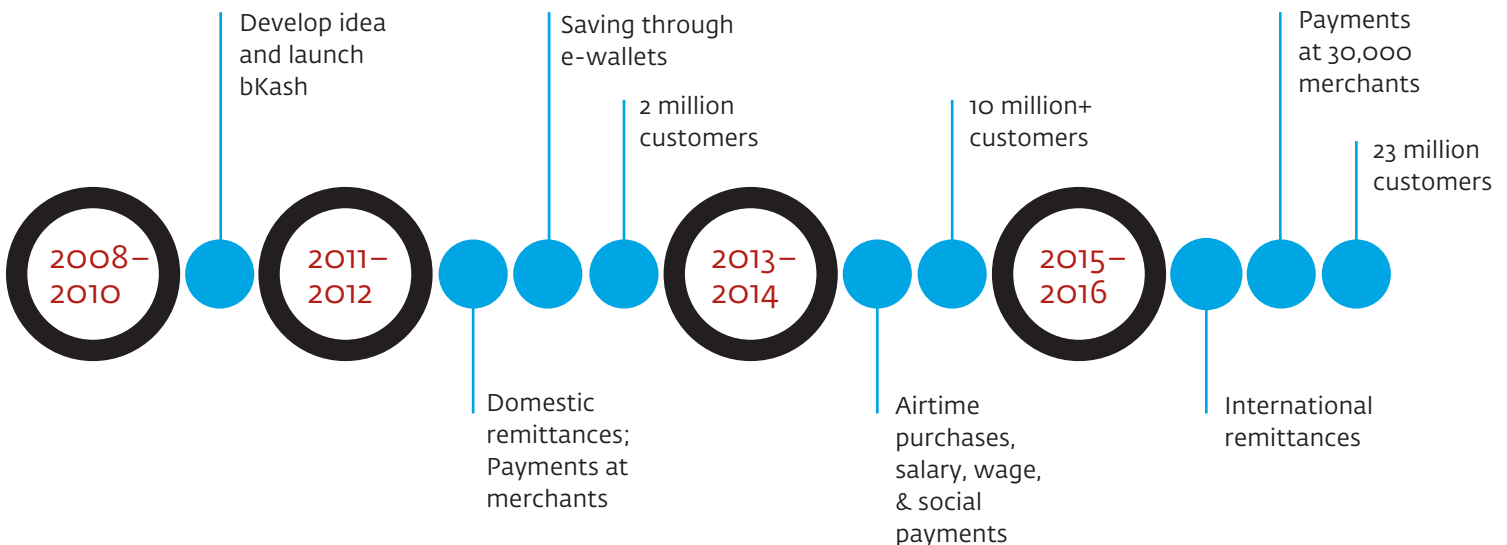 Develop idea
and launch
bKash
Saving through
e-wallets
2 million
customers
10 million+
customers
Payments
at 30,000
merchants
23 million
customers
2008–
2010
2011–
2012
2013–
2014
2015–
2016
Domestic
remittances;
Payments at
merchants
Airtime
purchases,
salary, wage,
& social
payments
International
remittances